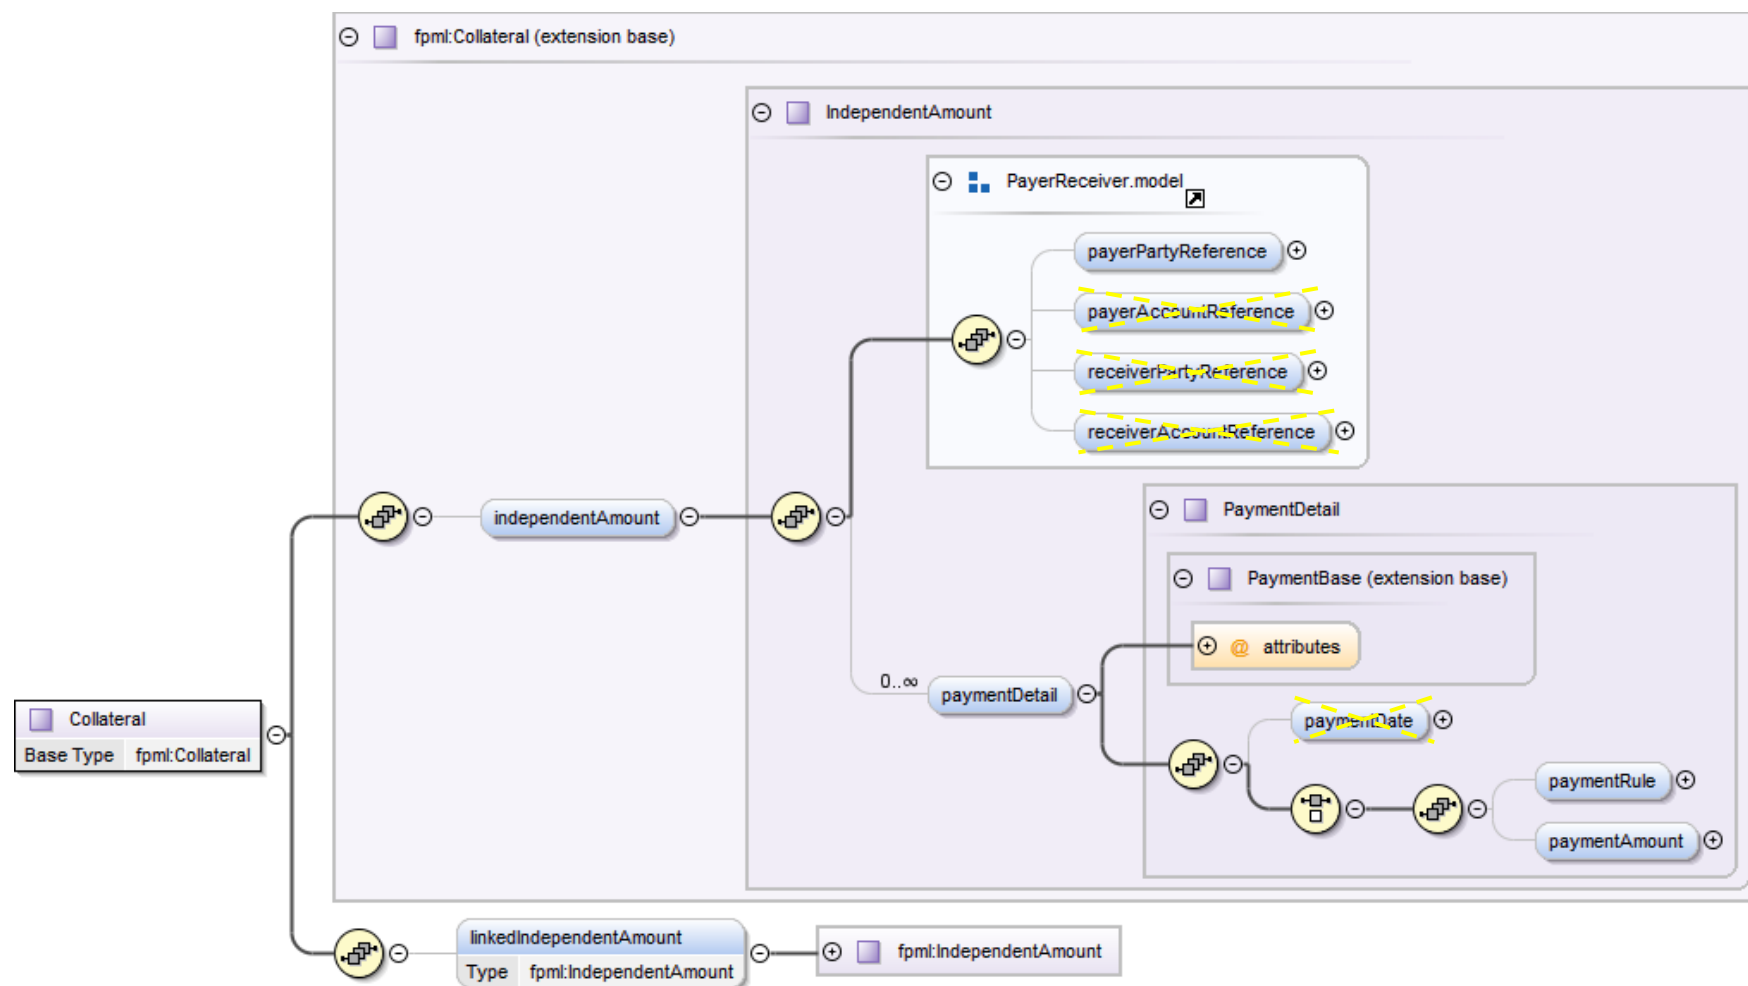 fpml:Collateral (extension base)
IndependentAmount
PayerReceiver.model
payerPartyReference
payerAccountReference
receiverPartyReference
receiverAccountReference
independentAmount
PaymentDetail
PaymentBase (extension base)
@ attributes
0..∞
paymentDetail
paymentDate
Collateral
Base Type fpml:Collateral
paymentRule
paymentAmount
linkedIndependentAmount
Type fpml:IndependentAmount
fpml:IndependentAmount